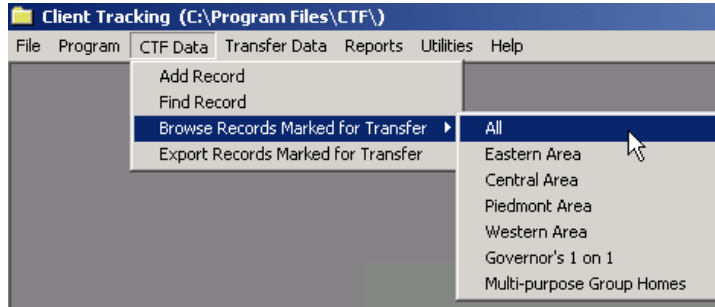 Client Tracking (C:\Program Files\CTF\)
File Program CTF Data Transfer Data Reports Utilities Help
Add Record
Find Record
Browse Records Marked for Transfer
Export Records Marked for Transfer
All
Eastern Area
Central Area
Piedmont Area
Western Area
Governor's 1 on 1
Multi-purpose Group Homes